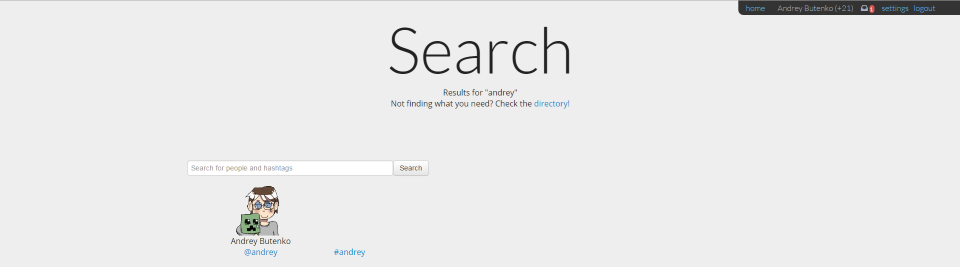 home Andrey Butenko (+21) 1 settings logout
Search
Results for "andrey"
Not finding what you need? Check the directory!
Search for people and hashtags Search
Andrey Butenko
@andrey #andrey